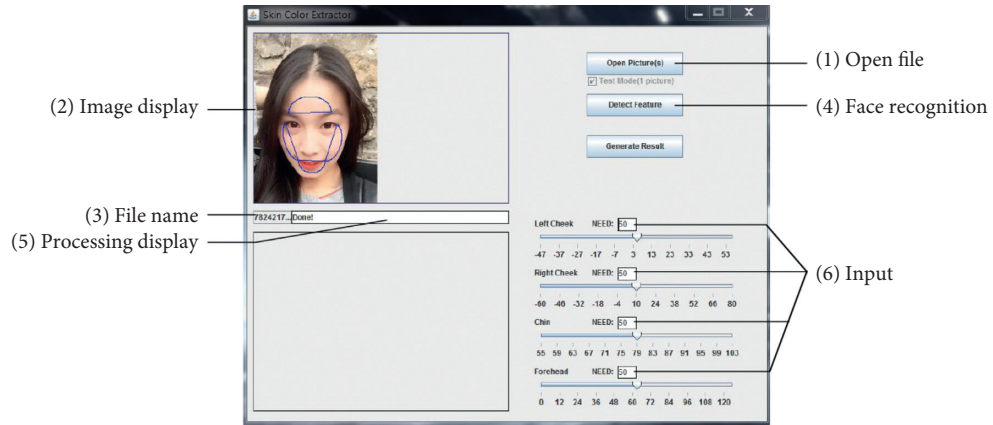 Skin Color Extractor
X
Open Picture(s)
(1) Open file
Test Mode(1 picture)
(2) Image display
Detect Feature
(4) Face recognition
Generate Result
(3) File name
7824217... Done!
(5) Processing display
Left Cheek NEED: 50
-47 -37 -27 -17 -7 3 13 23 33 43 53
Right Cheek NEED: 50
(6) Input
-60 -46 -32 -18 -4 10 24 38 52 66 80
Chin NEED: 50
55 59 63 67 71 75 79 83 87 91 95 99 103
Forehead NEED: 50
0 12 24 36 48 60 72 84 96 108 120